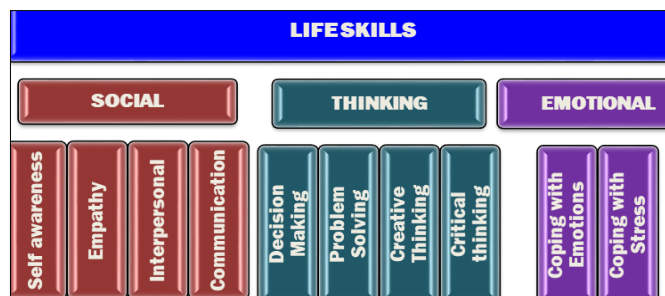 LIFESKILLS
SOCIAL
THINKING
EMOTIONAL
Self awareness
Empathy
Interpersonal
Communication
Decision
Making
Problem
Solving
Creative
Thinking
Critical
thinking
Coping with
Emotions
Coping with
Stress